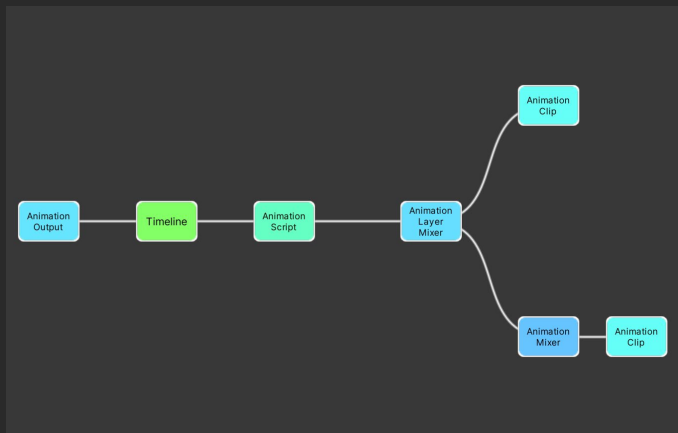 Animation
Clip
Animation
Output
Timeline
Animation
Script
Animation
Layer
Mixer
Animation
Mixer
Animation
Clip